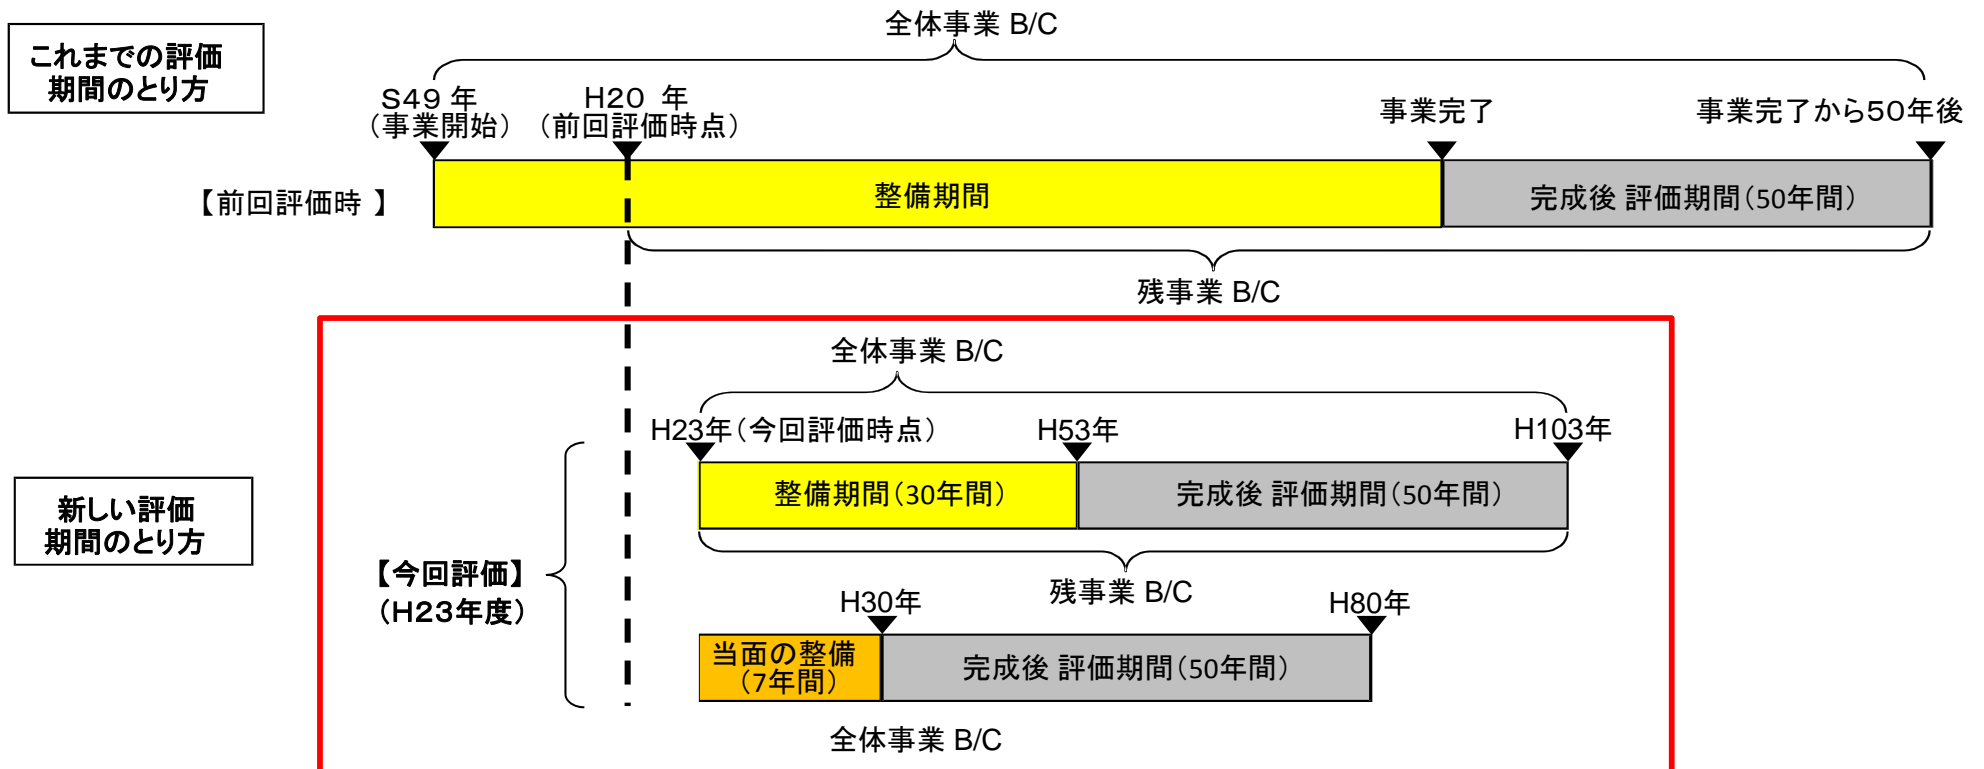 全体事業 B/C
これまでの評価
期間のとり方
S49 年
（事業開始）
H20 年
（前回評価時点）
事業完了
事業完了から50年後
【前回評価時 】
整備期間
完成後 評価期間（50年間）
残事業 B/C
全体事業 B/C
H23年（今回評価時点）
H53年
H103年
新しい評価
期間のとり方
整備期間（30年間）
完成後 評価期間（50年間）
【今回評価】
（H23年度）
残事業 B/C
H30年
H80年
当面の整備
（7年間）
完成後 評価期間（50年間）
全体事業 B/C